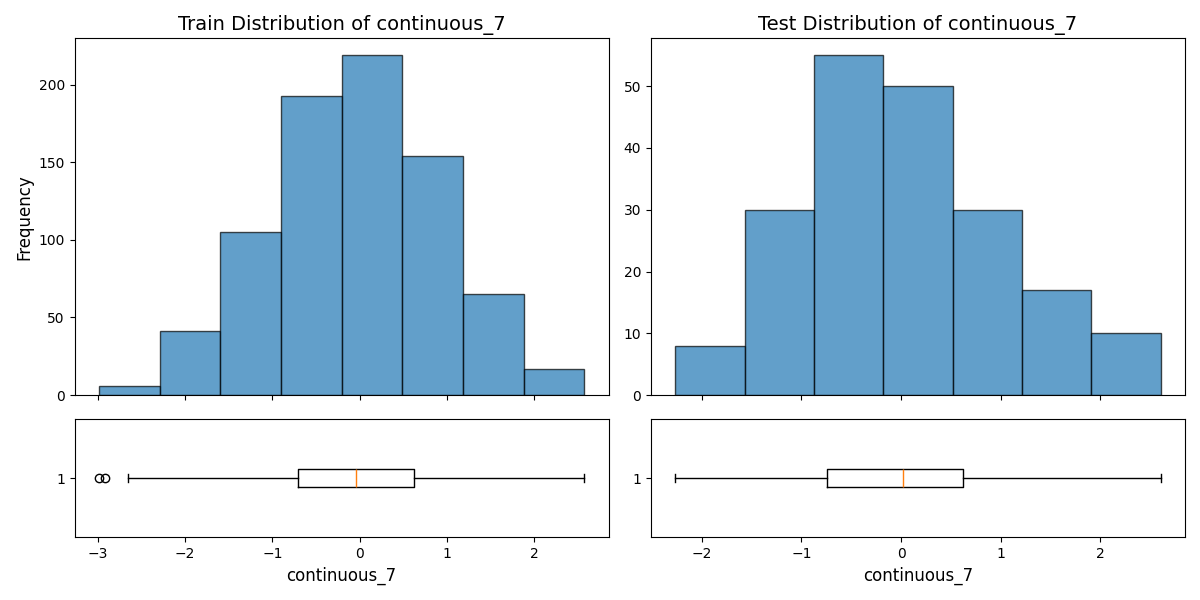 Train Distribution of continuous_7
Test Distribution of continuous_7
Frequency
200
150
100
50
0
50
40
30
20
10
0
1
1
−3 −2 −1 0 1 2
−2 −1 0 1 2
continuous_7
continuous_7